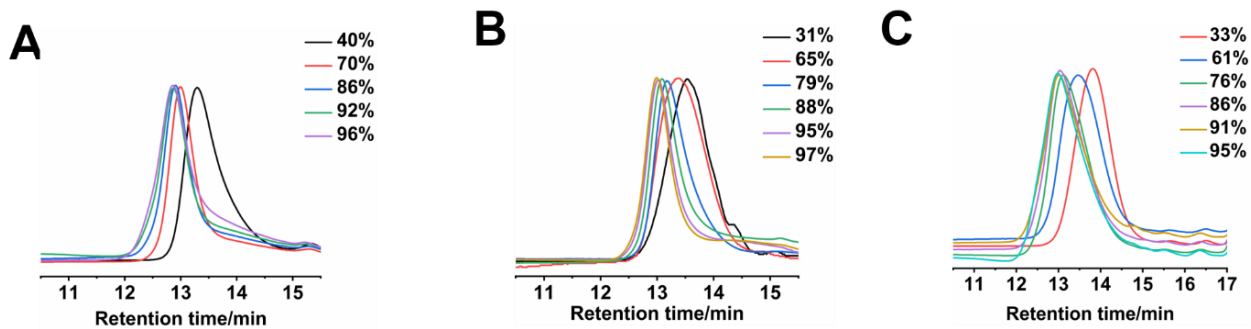 A
40%
70%
86%
92%
96%
11 12 13 14 15
Retention time/min
B
31%
65%
79%
88%
95%
97%
11 12 13 14 15
Retention time/min
C
33%
61%
76%
86%
91%
95%
11 12 13 14 15 16 17
Retention time/min